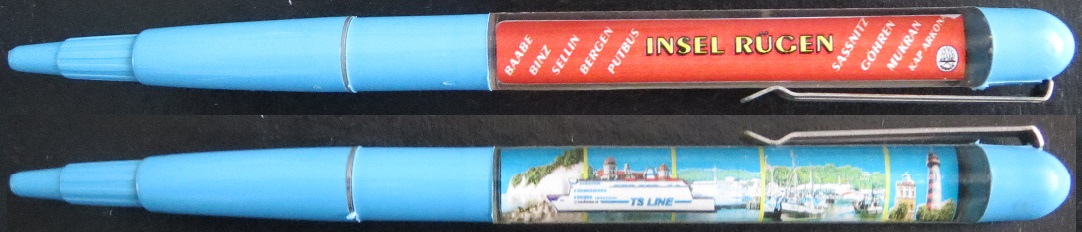 BAABE
BINZ
SELLIN
BERGEN
PUTBUS
INSEL RÜGEN
SASSNITZ
GÖHREN
MUKRAN
KAP ARKONA
TS LINE